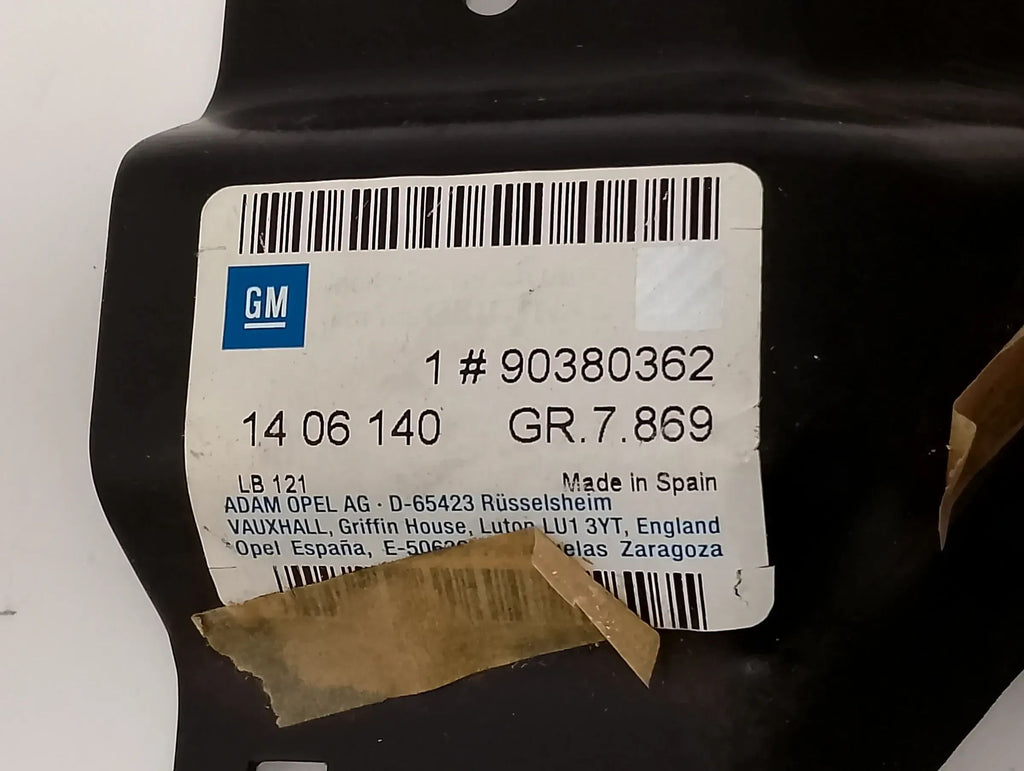 GM
1 # 90380362
14 06 140 GR.7.869
LB 121 Made in Spain
ADAM OPEL AG · D-65423 Rüsselsheim
VAUXHALL, Griffin House, Luton LU1 3YT, England
Opel España, Zaragoza